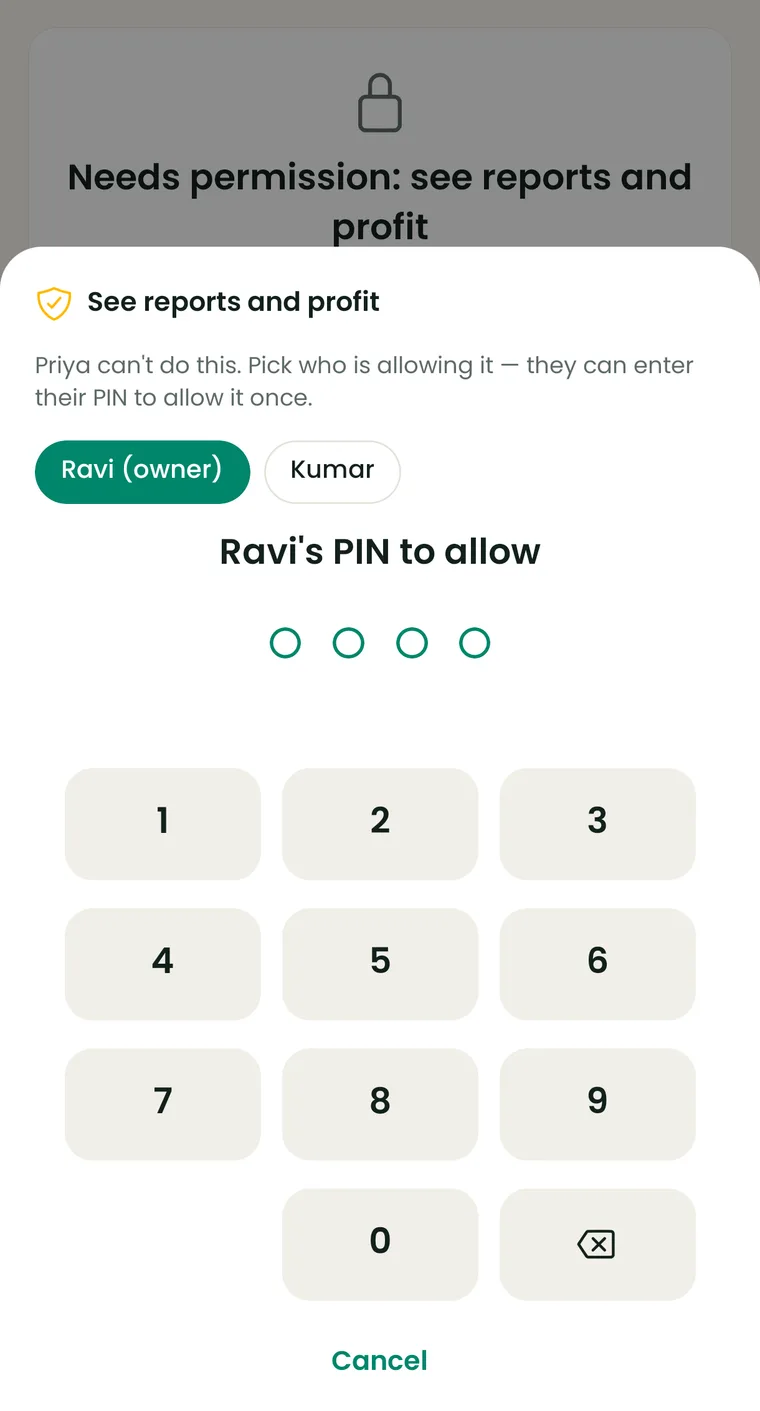 Needs permission: see reports and
profit
See reports and profit
Priya can't do this. Pick who is allowing it — they can enter
their PIN to allow it once.
Ravi (owner) Kumar
Ravi's PIN to allow
1 2 3
4 5 6
7 8 9
0
Cancel